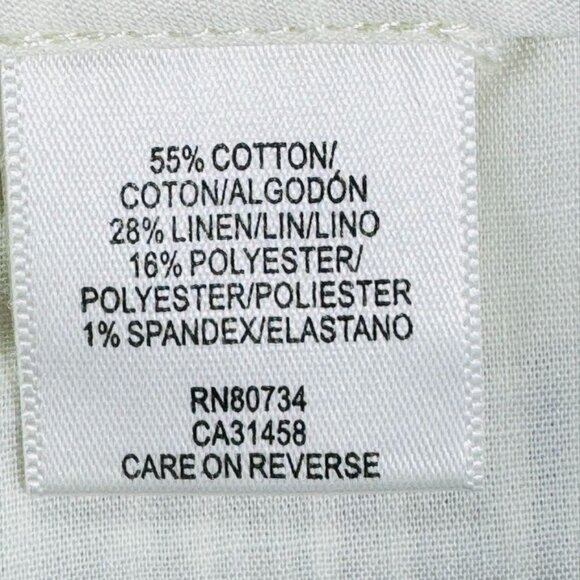 55% COTTON/
COTON/ALGODÓN
28% LINEN/LIN/LINO
16% POLYESTER/
POLYESTER/POLIESTER
1% SPANDEX/ELASTANO
RN80734
CA31458
CARE ON REVERSE